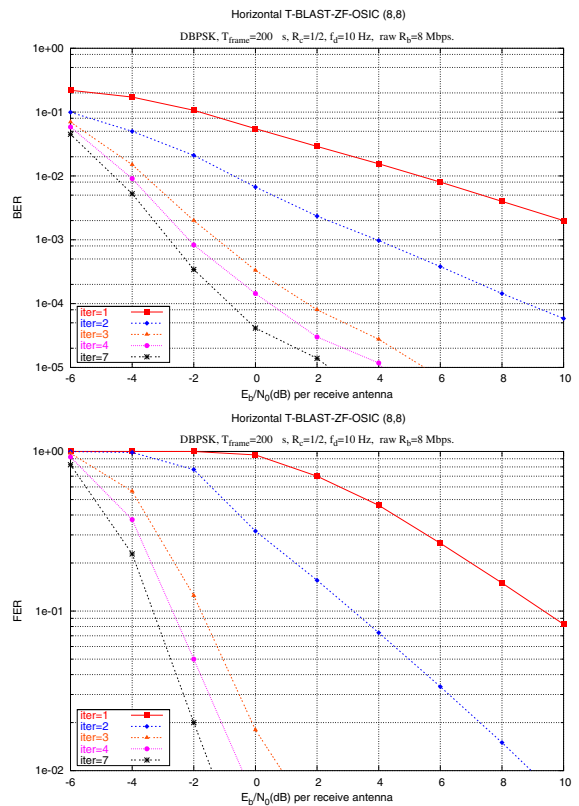 Horizontal T-BLAST-ZF-OSIC (8,8)
DBPSK, T_frame=200 s, R_c=1/2, f_d=10 Hz, raw R_b=8 Mbps.
1e+00
1e-01
1e-02
1e-03
1e-04
1e-05
BER
iter=1
iter=2
iter=3
iter=4
iter=7
-6 -4 -2 0 2 4 6 8 10
E_b/N_0(dB) per receive antenna
Horizontal T-BLAST-ZF-OSIC (8,8)
DBPSK, T_frame=200 s, R_c=1/2, f_d=10 Hz, raw R_b=8 Mbps.
1e+00
1e-01
1e-02
FER
iter=1
iter=2
iter=3
iter=4
iter=7
-6 -4 -2 0 2 4 6 8 10
E_b/N_0(dB) per receive antenna